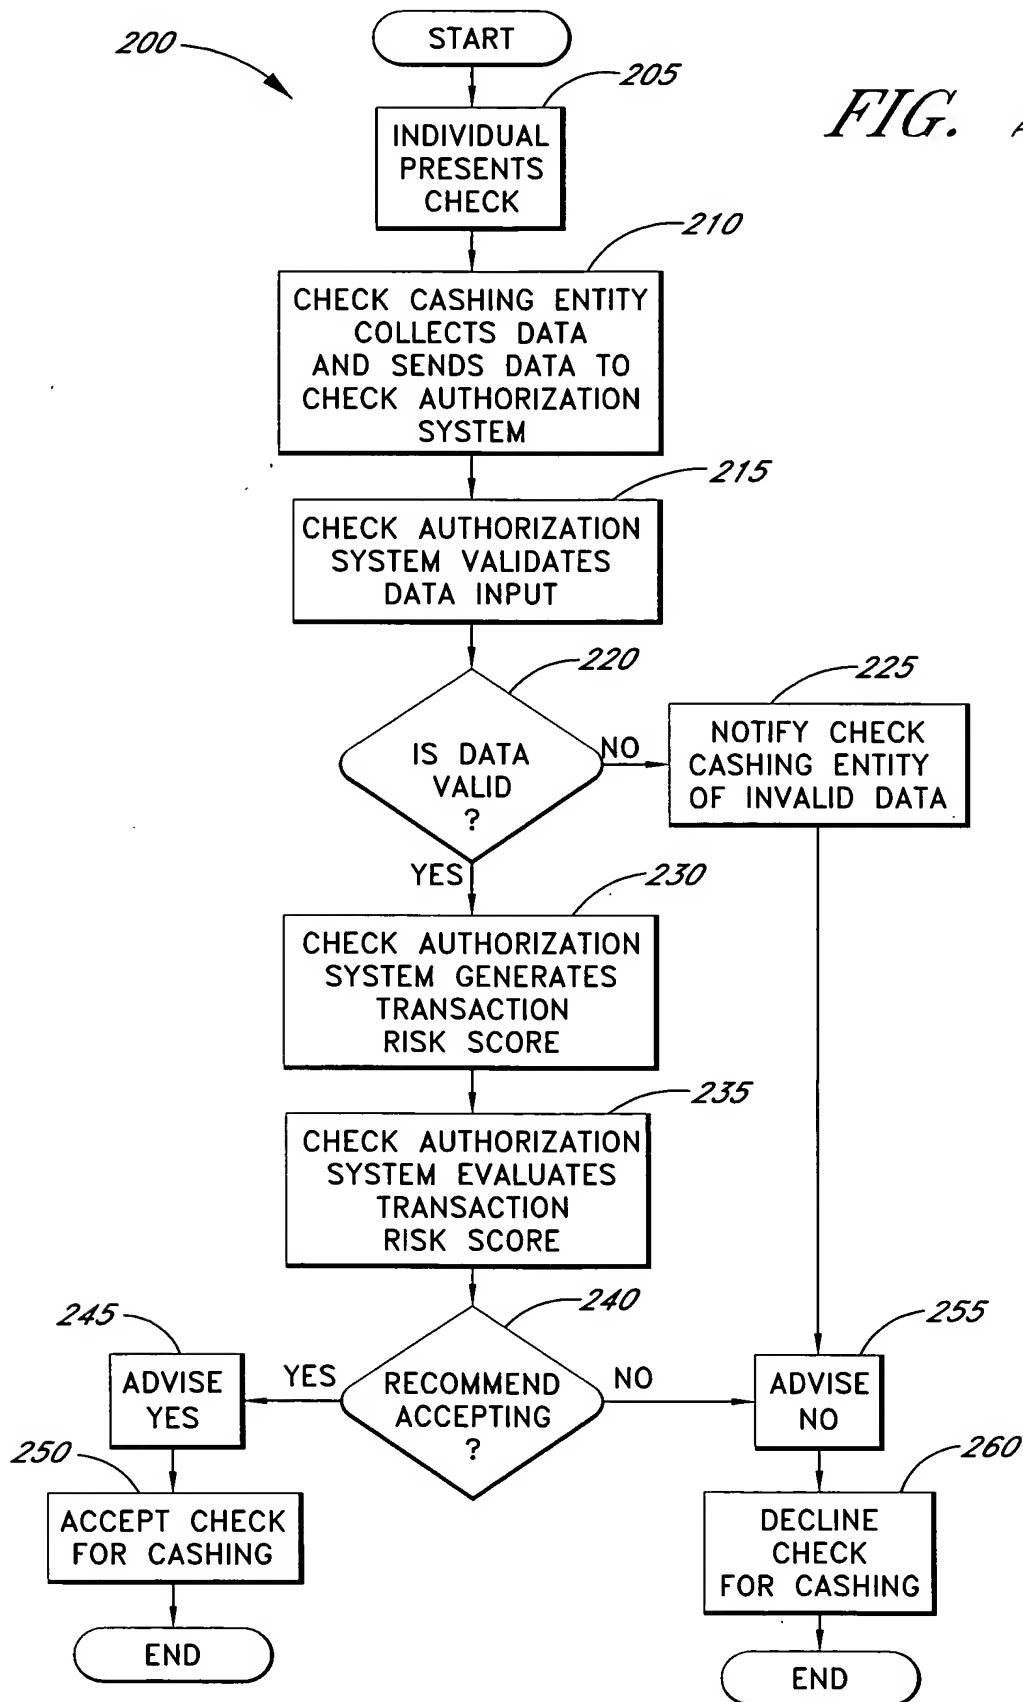 START
200
205
FIG.
INDIVIDUAL
PRESENTS
CHECK
210
CHECK CASHING ENTITY
COLLECTS DATA
AND SENDS DATA TO
CHECK AUTHORIZATION
SYSTEM
215
CHECK AUTHORIZATION
SYSTEM VALIDATES
DATA INPUT
220
IS DATA
VALID
?
NO
225
NOTIFY CHECK
CASHING ENTITY
OF INVALID DATA
YES
230
CHECK AUTHORIZATION
SYSTEM GENERATES
TRANSACTION
RISK SCORE
235
CHECK AUTHORIZATION
SYSTEM EVALUATES
TRANSACTION
RISK SCORE
240
RECOMMEND
ACCEPTING
?
YES
NO
245
ADVISE
YES
255
ADVISE
NO
250
ACCEPT CHECK
FOR CASHING
260
DECLINE
CHECK
FOR CASHING
END
END